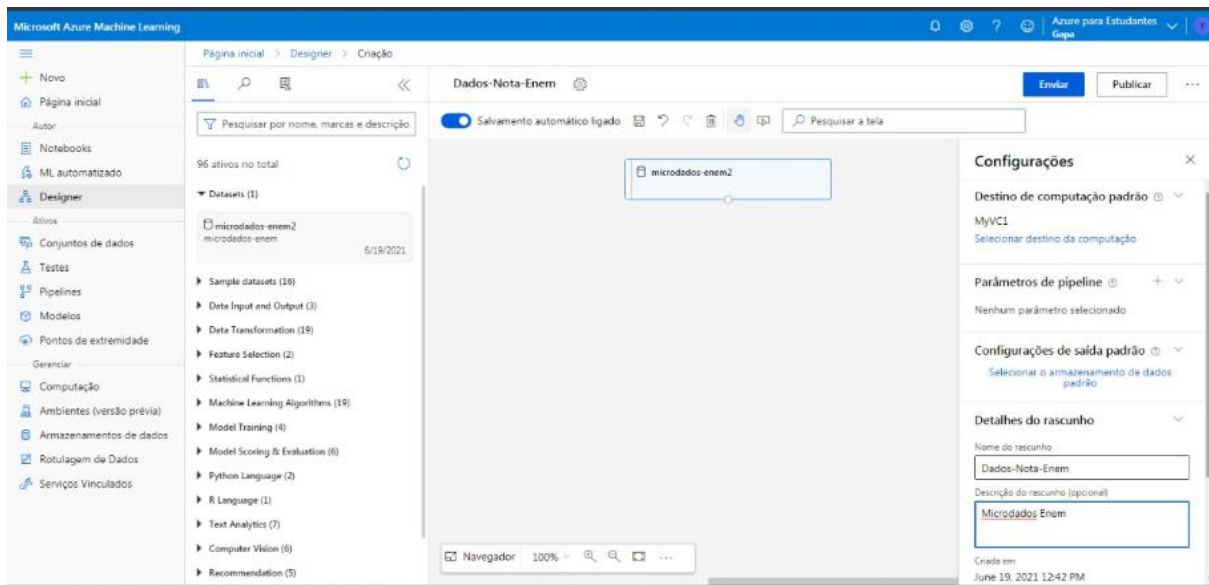 Microsoft Azure Machine Learning
Azure para Estudantes
Gapa
Novo
Página inicial
Autor
Notebooks
ML automatizado
Designer
Ativos
Conjuntos de dados
Testes
Pipelines
Modelos
Pontos de extremidade
Gerenciar
Computação
Ambientes (versão prévia)
Armazenamentos de dados
Rotulagem de Dados
Serviços Vinculados
Página inicial > Designer > Criação
Pesquisar por nome, marcas e descrição
96 ativos no total
Datasets (1)
microdados-enem2
microdados-enem
6/19/2021
Sample datasets (16)
Data Input and Output (3)
Data Transformation (19)
Feature Selection (2)
Statistical Functions (1)
Machine Learning Algorithms (19)
Model Training (4)
Model Scoring & Evaluation (6)
Python Language (2)
R Language (1)
Text Analytics (7)
Computer Vision (6)
Recommendation (5)
Dados-Nota-Enem
Enviar
Publicar
Salvamento automático ligado
Pesquisar a tela
microdados-enem2
Navegador 100%
Configurações
Destino de computação padrão
MyVC1
Selecionar destino da computação
Parâmetros de pipeline
Nenhum parâmetro selecionado
Configurações de saída padrão
Selecionar o armazenamento de dados
padrão
Detalhes do rascunho
Nome do rascunho
Dados-Nota-Enem
Descrição do rascunho (opcional)
Microdados Enem
Criada em
June 19, 2021 12:42 PM